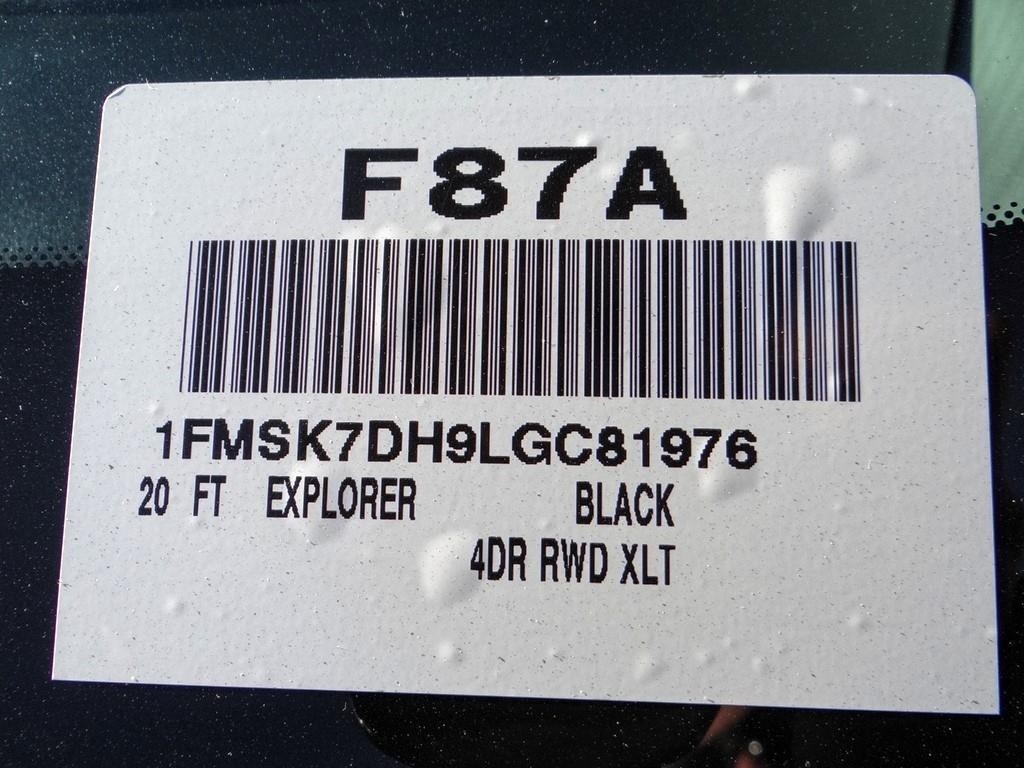 F87A
1FMSK7DH9LGC81976
20 FT EXPLORER BLACK
4DR RWD XLT